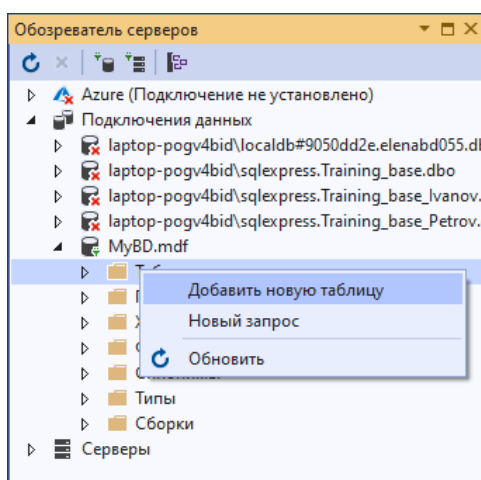 Обозреватель серверов
Azure (Подключение не установлено)
Подключения данных
laptop-pogv4bid\localdb#9050dd2e.elenabd055.d
laptop-pogv4bid\sqlexpress.Training_base.dbo
laptop-pogv4bid\sqlexpress.Training_base_Ivanov.
laptop-pogv4bid\sqlexpress.Training_base_Petrov.
MyBD.mdf
Добавить новую таблицу
Новый запрос
Обновить
Типы
Сборки
Серверы